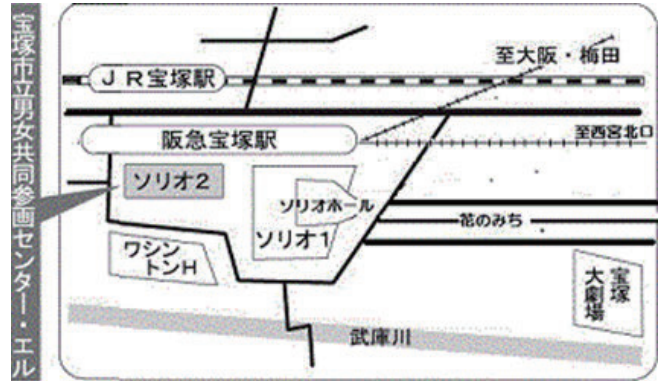 宝塚市立男女共同参画センター・エル
至大阪・梅田
JR宝塚駅
阪急宝塚駅
至西宮北口
ソリオ2
ソリオホール
ソリオ1
花のみち
ワシン
トンH
宝塚
大劇場
武庫川